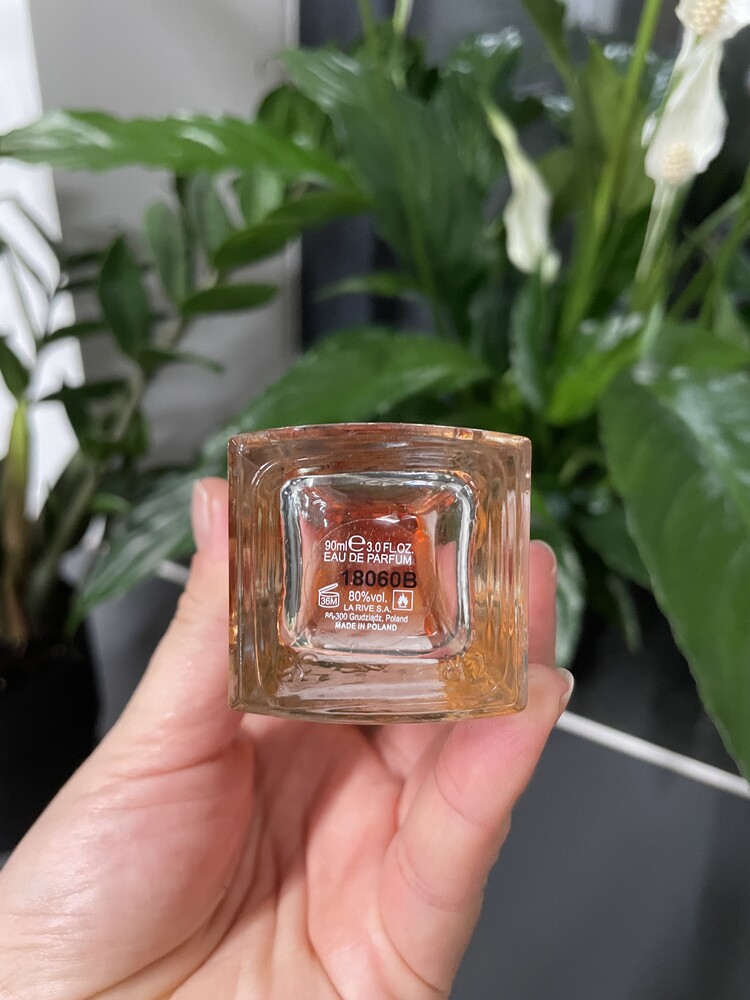 90ml e 3.0 FL.OZ.
EAU DE PARFUM
18060B
36M 80%vol.
LA RIVE S.A.
86-300 Grudziądz, Poland
MADE IN POLAND